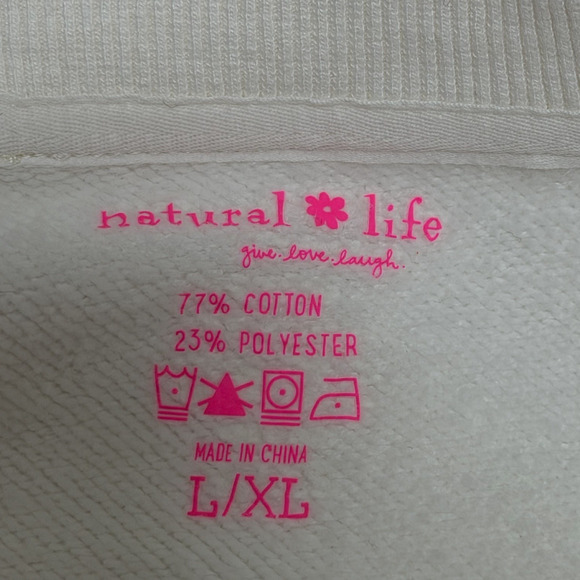 natural life
give. love. laugh.
77% COTTON
23% POLYESTER
MADE IN CHINA
L/XL